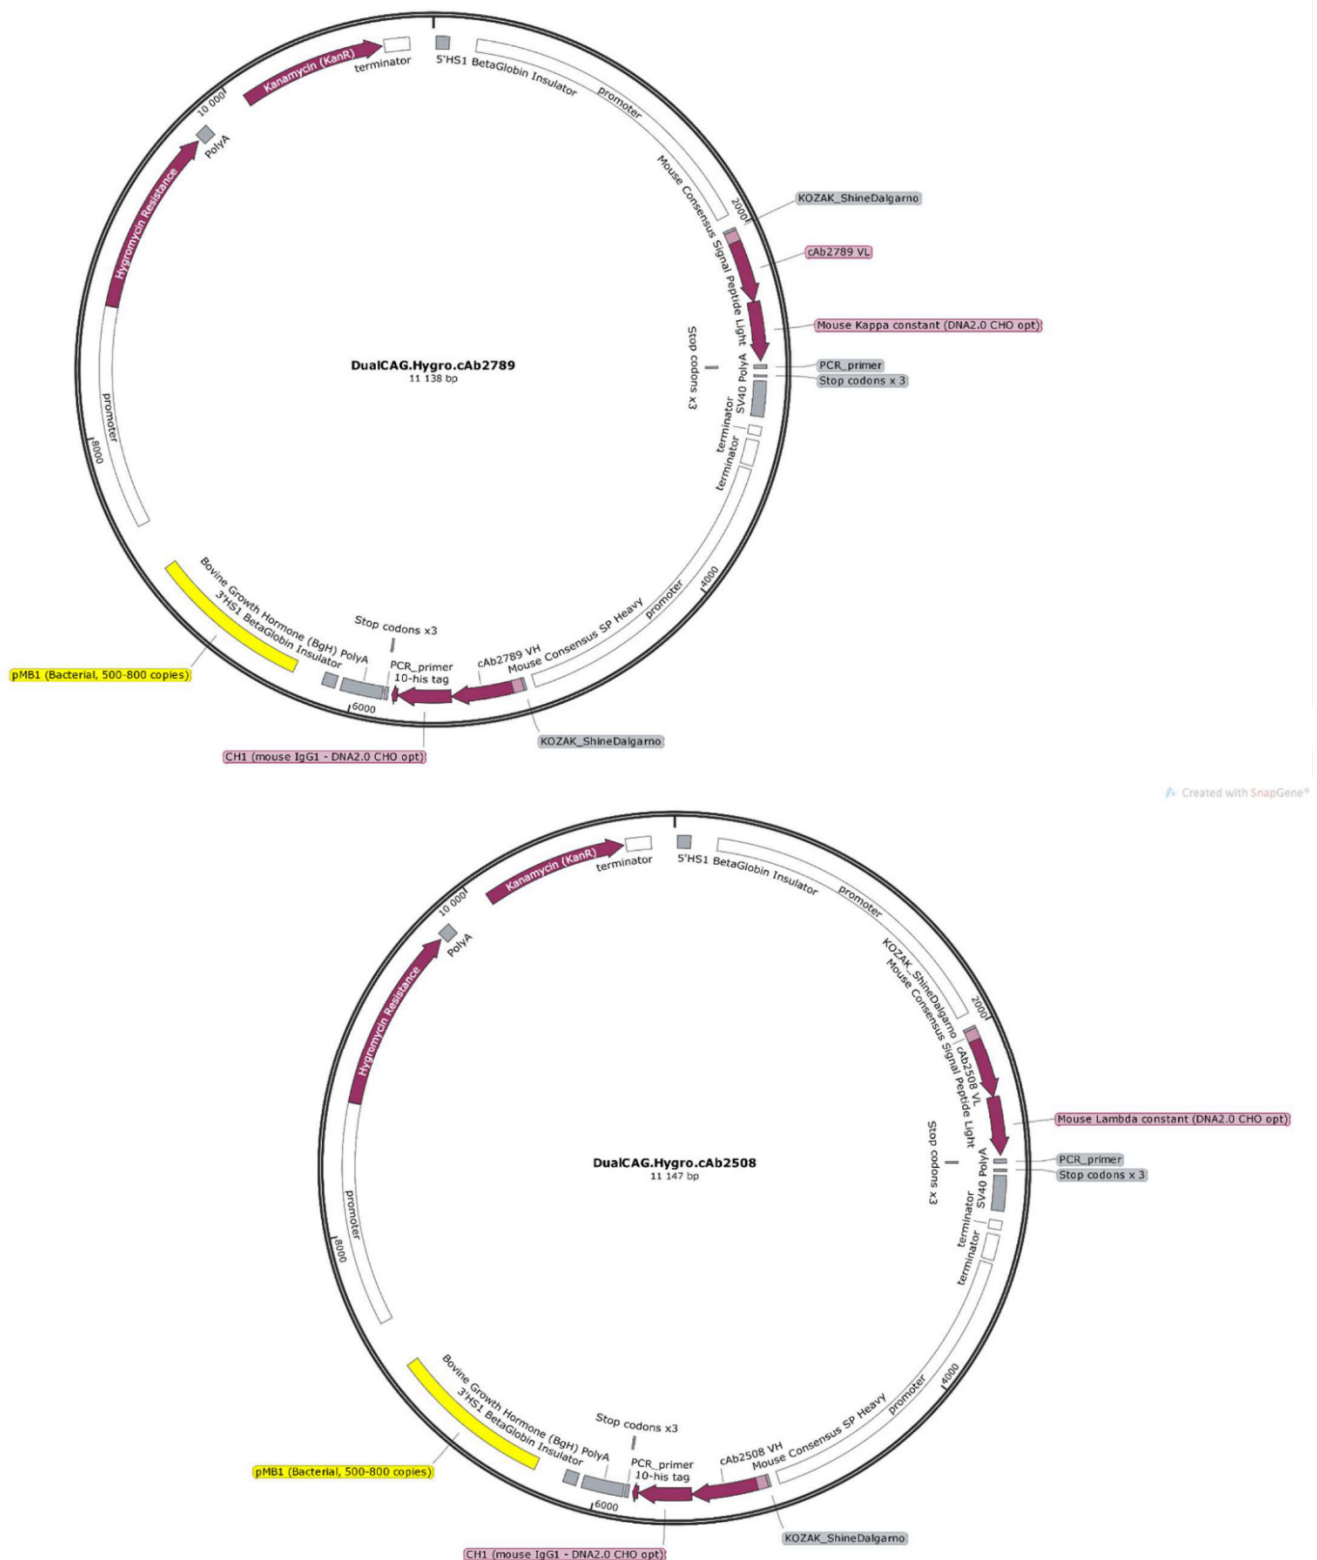 Kanamycin (KanR)
terminator
5'HS1 BetaGlobin Insulator
promoter
10 000
PolyA
Mouse Consensus Signal Peptide Light
2000
KOZAK_ShineDalgarno
cAb2789 VL
Hygromycin Resistance
Mouse Kappa constant (DNA2.0 CHO opt)
Stop codons x3
DualCAG.Hygro.cAb2789
11 138 bp
PCR_primer
Stop codons x 3
SV40 PolyA
terminator
terminator
promoter
8000
4000
promoter
Bovine Growth Hormone (BgH) PolyA
3'HS1 BetaGlobin Insulator
Stop codons x3
Mouse Consensus SP Heavy
cAb2789 VH
PCR_primer
10-his tag
pMB1 (Bacterial, 500-800 copies)
6000
KOZAK_ShineDalgarno
CH1 (mouse IgG1 - DNA2.0 CHO opt)
Created with SnapGene®
Kanamycin (KanR)
terminator
5'HS1 BetaGlobin Insulator
promoter
10 000
PolyA
KOZAK_ShineDalgarno
Mouse Consensus Signal Peptide Light
2000
cAb2508 VL
Hygromycin Resistance
Mouse Lambda constant (DNA2.0 CHO opt)
Stop codons x3
DualCAG.Hygro.cAb2508
11 147 bp
PCR_primer
Stop codons x 3
SV40 PolyA
terminator
terminator
promoter
8000
4000
promoter
Bovine Growth Hormone (BgH) PolyA
3'HS1 BetaGlobin Insulator
Stop codons x3
Mouse Consensus SP Heavy
cAb2508 VH
PCR_primer
10-his tag
pMB1 (Bacterial, 500-800 copies)
6000
KOZAK_ShineDalgarno
CH1 (mouse IgG1 - DNA2.0 CHO opt)